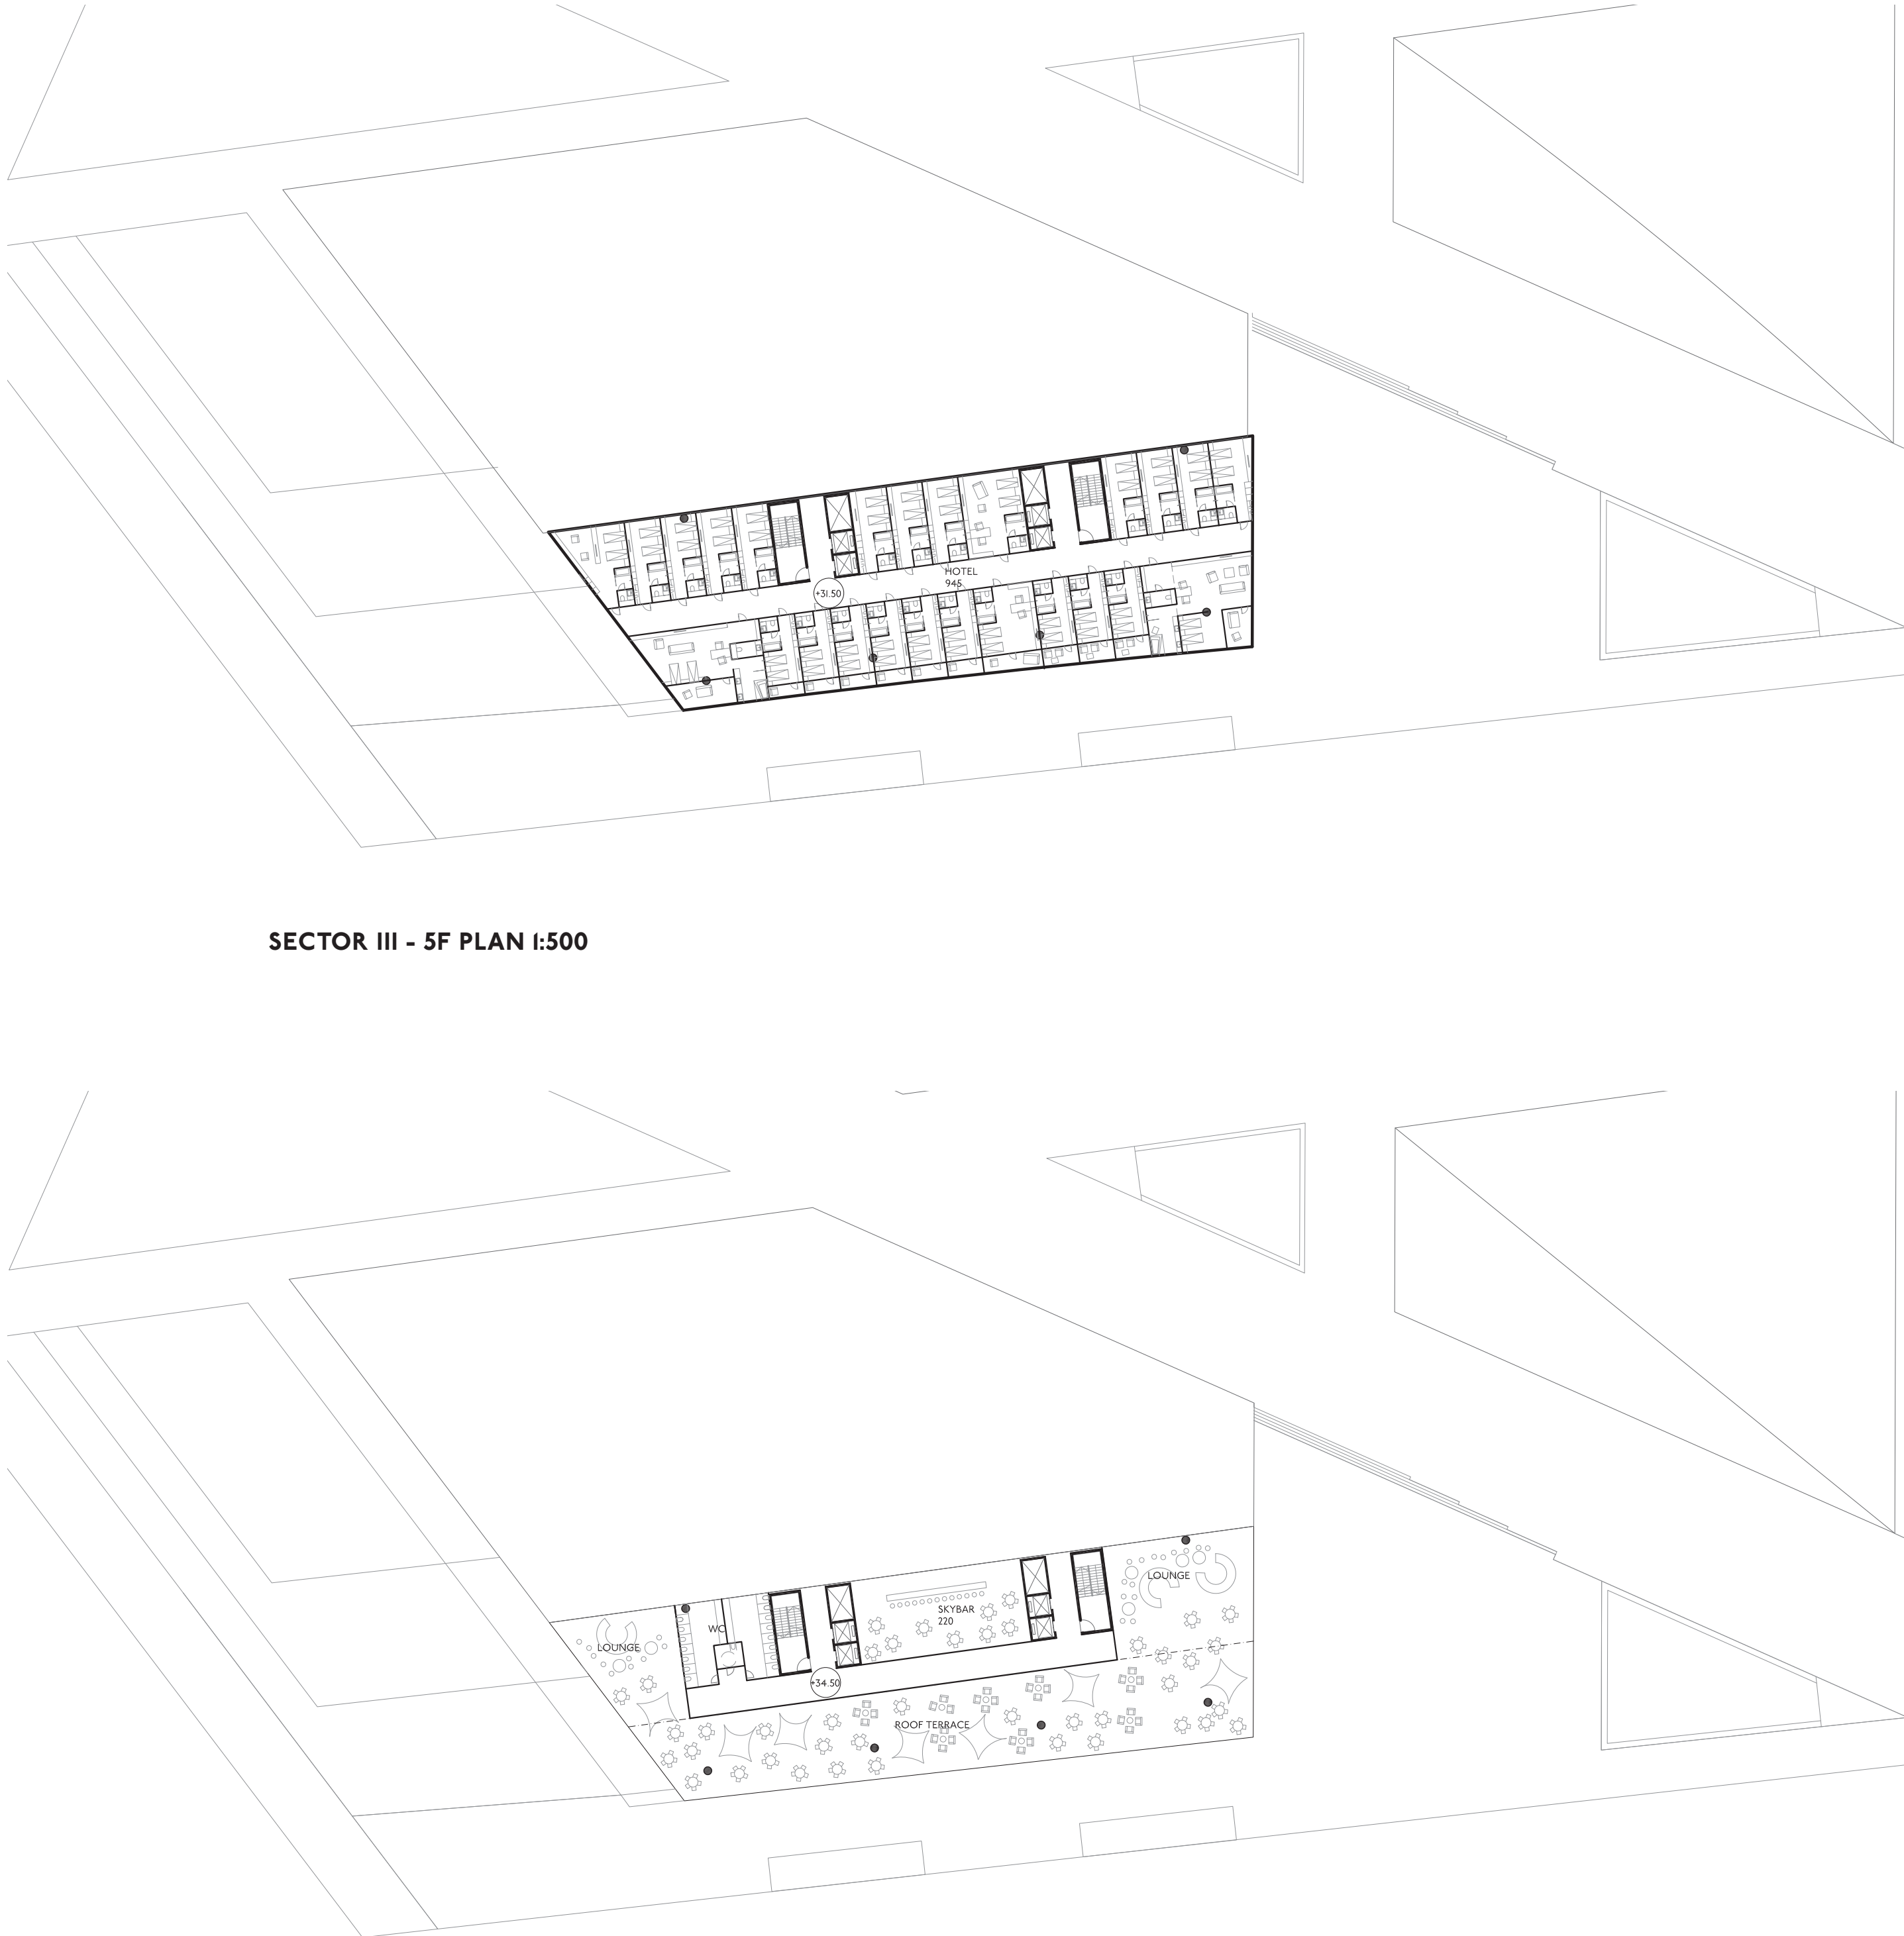 HOTEL
945
+31.50
SECTOR III - 5F PLAN 1:500
LOUNGE
SKYBAR
220
WC
LOUNGE
+34.50
ROOF TERRACE